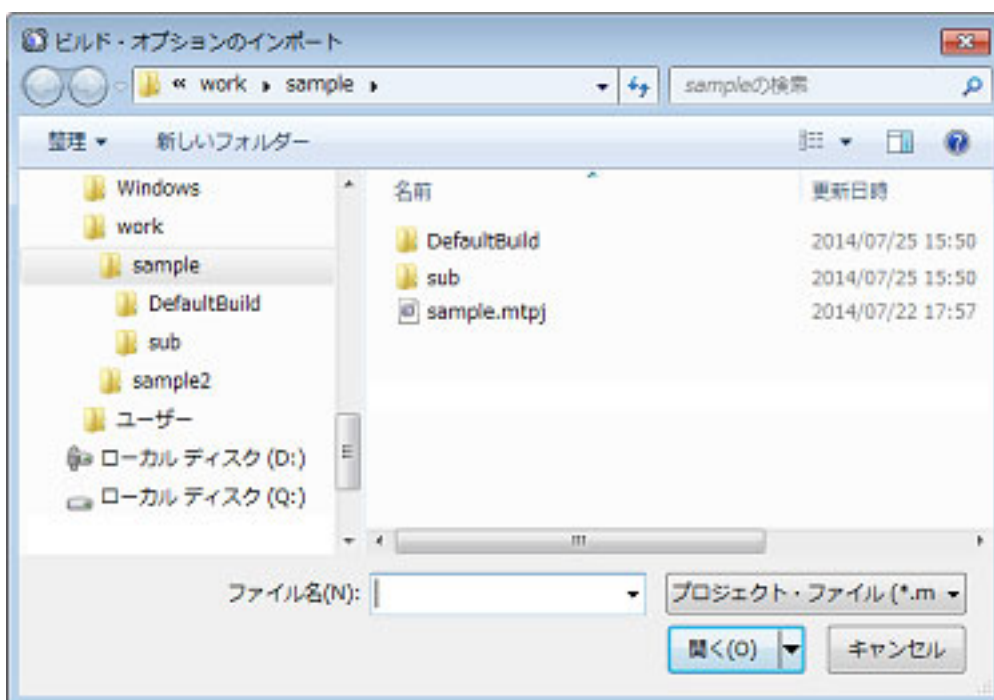 ビルド・オプションのインポート
« work ▸ sample ▸
sampleの検索
整理 ▼ 新しいフォルダー
Windows
work
sample
DefaultBuild
sub
sample2
ユーザー
ローカル ディスク (D:)
ローカル ディスク (Q:)
名前 更新日時
DefaultBuild 2014/07/25 15:50
sub 2014/07/25 15:50
sample.mtpj 2014/07/22 17:57
ファイル名(N):
プロジェクト・ファイル (*.m
開く(O) キャンセル